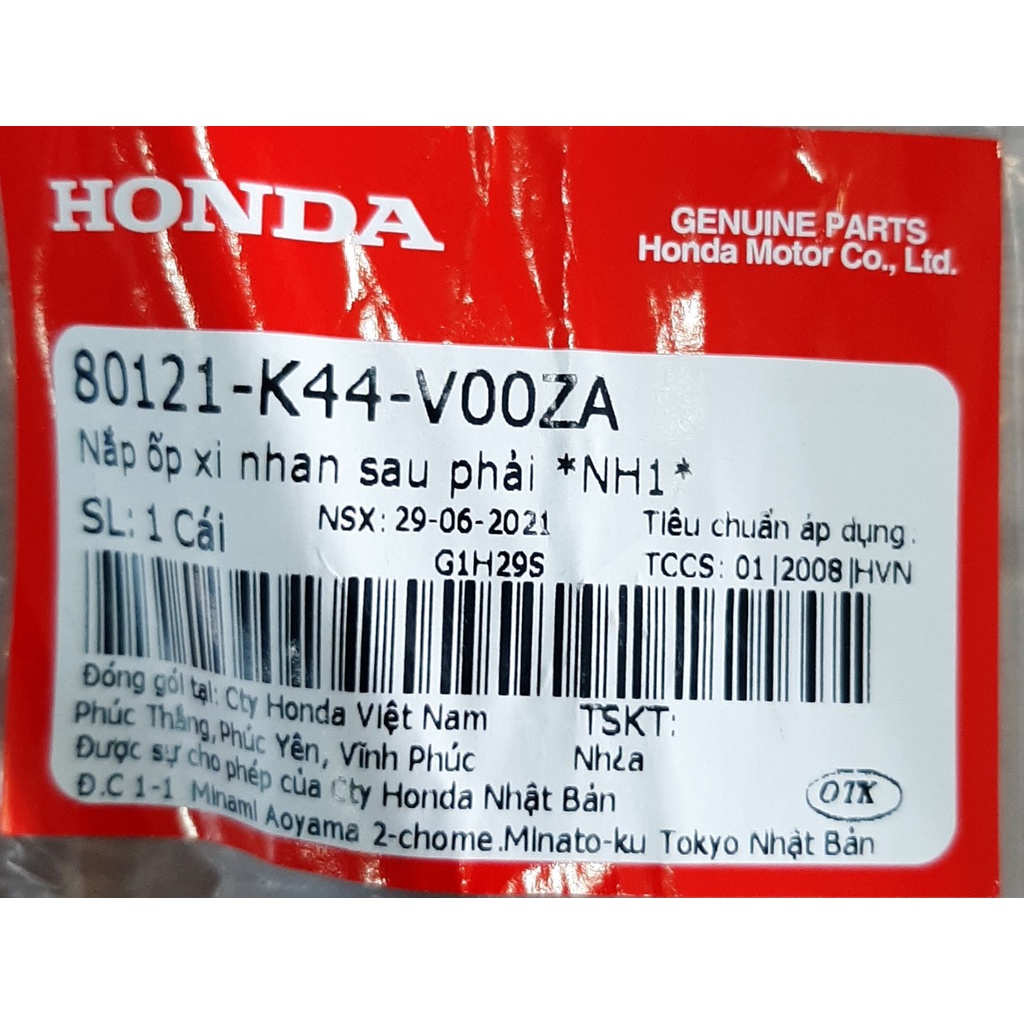 HONDA
GENUINE PARTS
Honda Motor Co., Ltd.
80121-K44-V00ZA
Nắp ốp xi nhan sau phải *NH1*
SL: 1 Cái
NSX: 29-06-2021
Tiêu chuẩn áp dụng:
G1H29S
TCCS: 01|2008|HVN
Đóng gói tại: Cty Honda Việt Nam
TSKT:
Phúc Thắng, Phúc Yên, Vĩnh Phúc
Nhựa
Được sự cho phép của Cty Honda Nhật Bản
Đ.C 1-1 Minami Aoyama 2-chome.Minato-ku Tokyo Nhật Bản